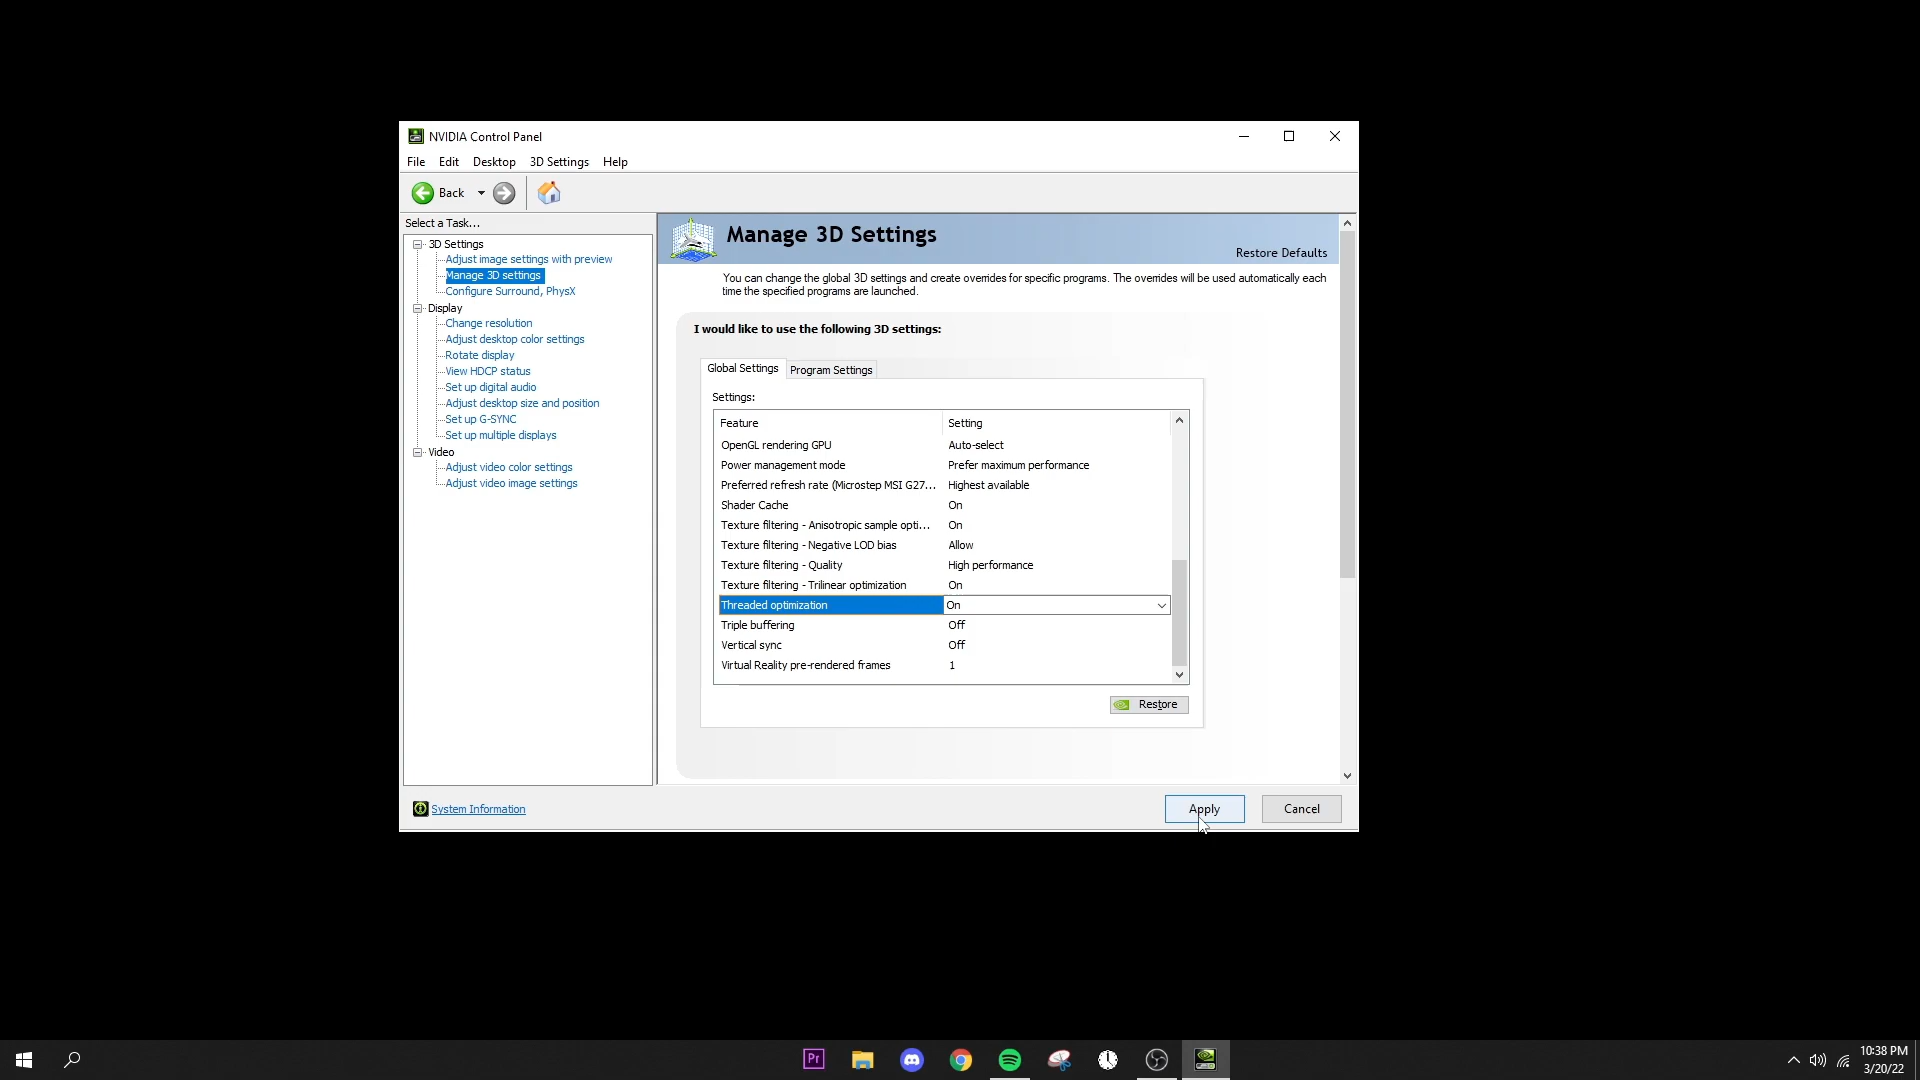 NVIDIA Control Panel
File Edit Desktop 3D Settings Help
Back
Select a Task...
3D Settings
Adjust image settings with preview
Manage 3D settings
Configure Surround, PhysX
Display
Change resolution
Adjust desktop color settings
Rotate display
View HDCP status
Set up digital audio
Adjust desktop size and position
Set up G-SYNC
Set up multiple displays
Video
Adjust video color settings
Adjust video image settings
Manage 3D Settings
Restore Defaults
You can change the global 3D settings and create overrides for specific programs. The overrides will be used automatically each
time the specified programs are launched.
I would like to use the following 3D settings:
Global Settings Program Settings
Settings:
Feature Setting
OpenGL rendering GPU Auto-select
Power management mode Prefer maximum performance
Preferred refresh rate (Microstep MSI G27... Highest available
Shader Cache On
Texture filtering - Anisotropic sample opti... On
Texture filtering - Negative LOD bias Allow
Texture filtering - Quality High performance
Texture filtering - Trilinear optimization On
Threaded optimization On
Triple buffering Off
Vertical sync Off
Virtual Reality pre-rendered frames 1
Restore
System Information
Apply Cancel
Pr
10:38 PM
3/20/22